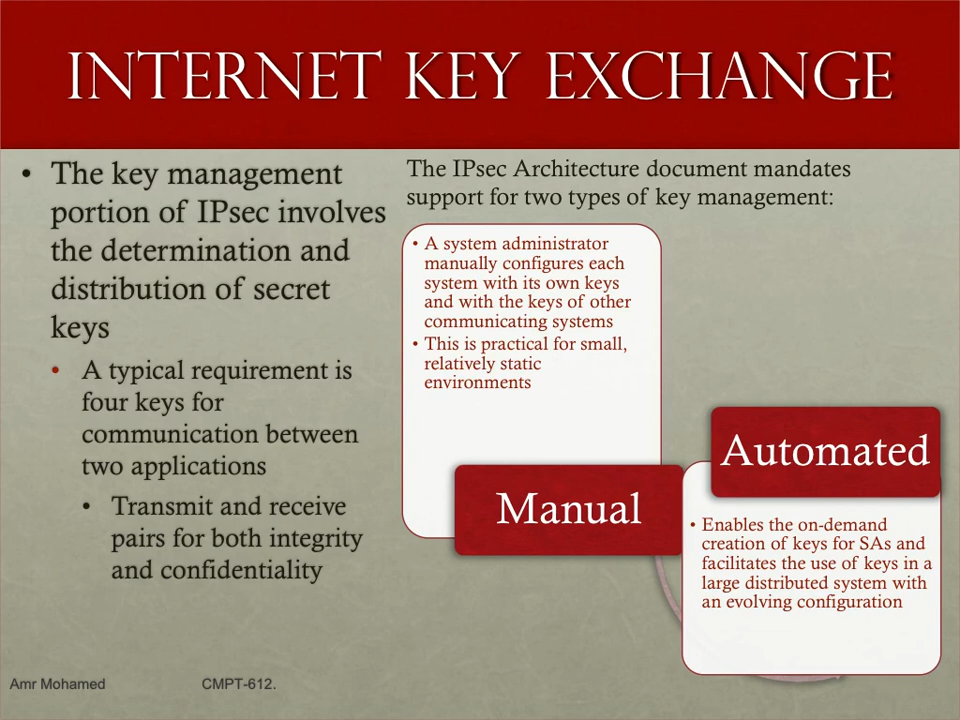 INTERNET KEY EXCHANGE
• The key management
portion of IPsec involves
the determination and
distribution of secret
keys
• A typical requirement is
four keys for
communication between
two applications
• Transmit and receive
pairs for both integrity
and confidentiality
The IPsec Architecture document mandates
support for two types of key management:
• A system administrator
manually configures each
system with its own keys
and with the keys of other
communicating systems
• This is practical for small,
relatively static
environments
Manual
Automated
• Enables the on-demand
creation of keys for SAs and
facilitates the use of keys in a
large distributed system with
an evolving configuration
Amr Mohamed
CMPT-612.